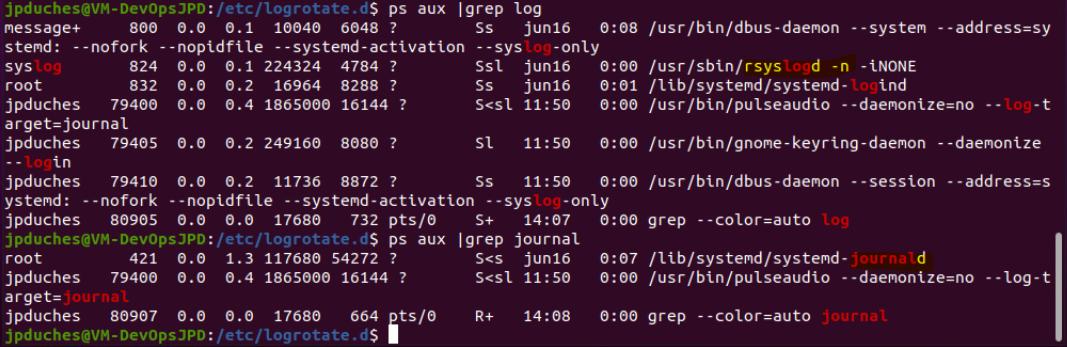 jpduches@VM-DevOpsJPD:/etc/logrotate.d$ ps aux |grep log
message+     800  0.0  0.1  10040  6048 ?        Ss   jun16   0:08 /usr/bin/dbus-daemon --system --address=sy
stemd: --nofork --nopidfile --systemd-activation --syslog-only
syslog       824  0.0  0.1 224324  4784 ?        Ssl  jun16   0:00 /usr/sbin/rsyslogd -n -iNONE
root         832  0.0  0.2  16964  8288 ?        Ss   jun16   0:01 /lib/systemd/systemd-logind
jpduches   79400  0.0  0.4 1865000 16144 ?       S<sl 11:50   0:00 /usr/bin/pulseaudio --daemonize=no --log-t
arget=journal
jpduches   79405  0.0  0.2 249160  8080 ?        Sl   11:50   0:00 /usr/bin/gnome-keyring-daemon --daemonize
--login
jpduches   79410  0.0  0.2  11736  8872 ?        Ss   11:50   0:00 /usr/bin/dbus-daemon --session --address=s
ystemd: --nofork --nopidfile --systemd-activation --syslog-only
jpduches   80905  0.0  0.0  17680   732 pts/0    S+   14:07   0:00 grep --color=auto log
jpduches@VM-DevOpsJPD:/etc/logrotate.d$ ps aux |grep journal
root         421  0.0  1.3 117680 54272 ?        S<s  jun16   0:07 /lib/systemd/systemd-journald
jpduches   79400  0.0  0.4 1865000 16144 ?       S<sl 11:50   0:00 /usr/bin/pulseaudio --daemonize=no --log-t
arget=journal
jpduches   80907  0.0  0.0  17680   664 pts/0    R+   14:08   0:00 grep --color=auto journal
jpduches@VM-DevOpsJPD:/etc/logrotate.d$